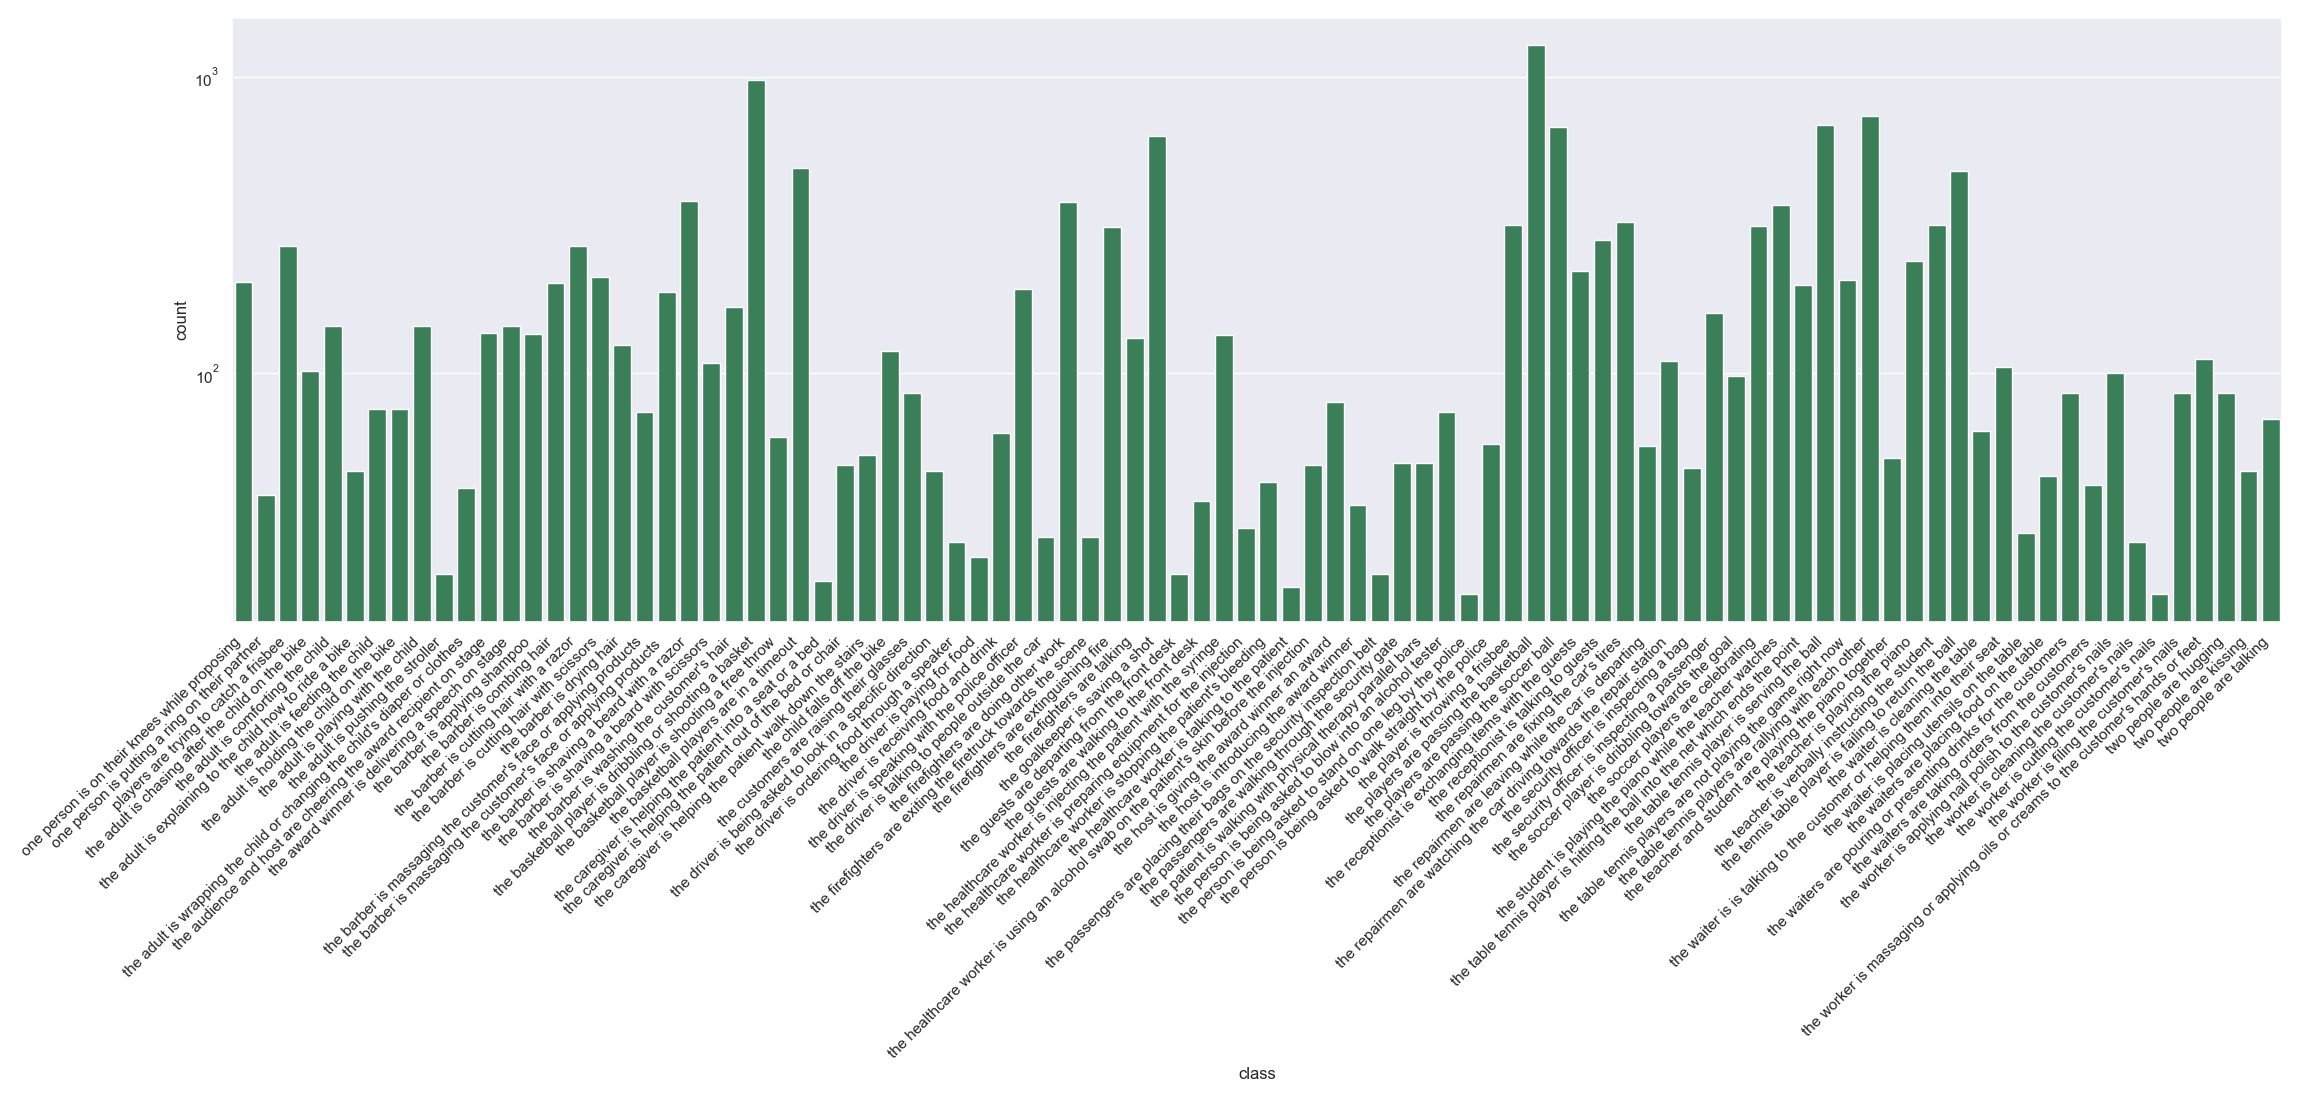 10³
10²
count
one person is on their knees while proposing
one person is putting a ring on their partner
players are trying to catch a frisbee
the adult is chasing after the child on the bike
the adult is comforting the child
the adult is explaining to the child how to ride a bike
the adult is feeding the child
the adult is holding the child on the bike
the adult is playing with the child
the adult is pushing the stroller
the adult is wrapping the child or changing the child's diaper or clothes
the audience and host are cheering the award recipient on stage
the award winner is delivering a speech on stage
the barber is applying shampoo
the barber is combing hair
the barber is cutting hair with a razor
the barber is cutting hair with scissors
the barber is drying hair
the barber is massaging the customer's face or applying products
the barber is massaging the customer's face or applying products
the barber is shaving a beard with a razor
the barber is shaving a beard with scissors
the barber is washing the customer's hair
the basketball player is dribbling or shooting a basket
the basketball player is shooting a free throw
the basketball players are in a timeout
the caregiver is helping the patient into a seat or a bed
the caregiver is helping the patient out of the bed or chair
the caregiver is helping the patient walk down the stairs
the child falls off the bike
the customers are raising their glasses
the driver is being asked to look in a specific direction
the driver is ordering food through a speaker
the driver is paying for food
the driver is receiving food and drink
the driver is speaking with the police officer
the driver is talking to people outside the car
the firefighters are doing other work
the firefighters are exiting the firetruck towards the scene
the firefighters are extinguishing fire
the firefighters are talking
the goalkeeper is saving a shot
the guests are departing from the front desk
the guests are walking to the front desk
the healthcare worker is injecting the patient with the syringe
the healthcare worker is preparing equipment for the injection
the healthcare worker is stopping the patient's bleeding
the healthcare worker is talking to the patient
the healthcare worker is using an alcohol swab on the patient's skin before the injection
the host is giving the award winner an award
the host is introducing the award winner
the passengers are placing their bags on the security inspection belt
the passengers are walking through the security gate
the patient is walking with physical therapy parallel bars
the person is being asked to blow into an alcohol tester
the person is being asked to stand on one leg by the police
the person is being asked to walk straight by the police
the player is throwing a frisbee
the players are passing the basketball
the players are passing the soccer ball
the receptionist is exchanging items with the guests
the receptionist is talking to guests
the repairmen are fixing the car's tires
the repairmen are leaving while the car is departing
the repairmen are watching the car driving towards the repair station
the security officer is inspecting a bag
the security officer is inspecting a passenger
the soccer player is dribbling towards the goal
the soccer players are celebrating
the student is playing the piano while the teacher watches
the table tennis player is hitting the ball into the net which ends the point
the table tennis player is serving the ball
the table tennis players are not playing the game right now
the table tennis players are rallying with each other
the teacher and student are playing the piano together
the teacher is playing the piano
the teacher is verbally instructing the student
the tennis table player is failing to return the ball
the waiter is cleaning the table
the waiter is is talking to the customer or helping them into their seat
the waiter is placing utensils on the table
the waiters are placing food on the table
the waiters are pouring or presenting drinks for the customers
the waiters are taking orders from the customers
the worker is applying nail polish to the customer's nails
the worker is cleaning the customer's nails
the worker is cutting the customer's nails
the worker is filing the customer's nails
the worker is massaging or applying oils or creams to the customer's hands or feet
two people are hugging
two people are kissing
two people are talking
class